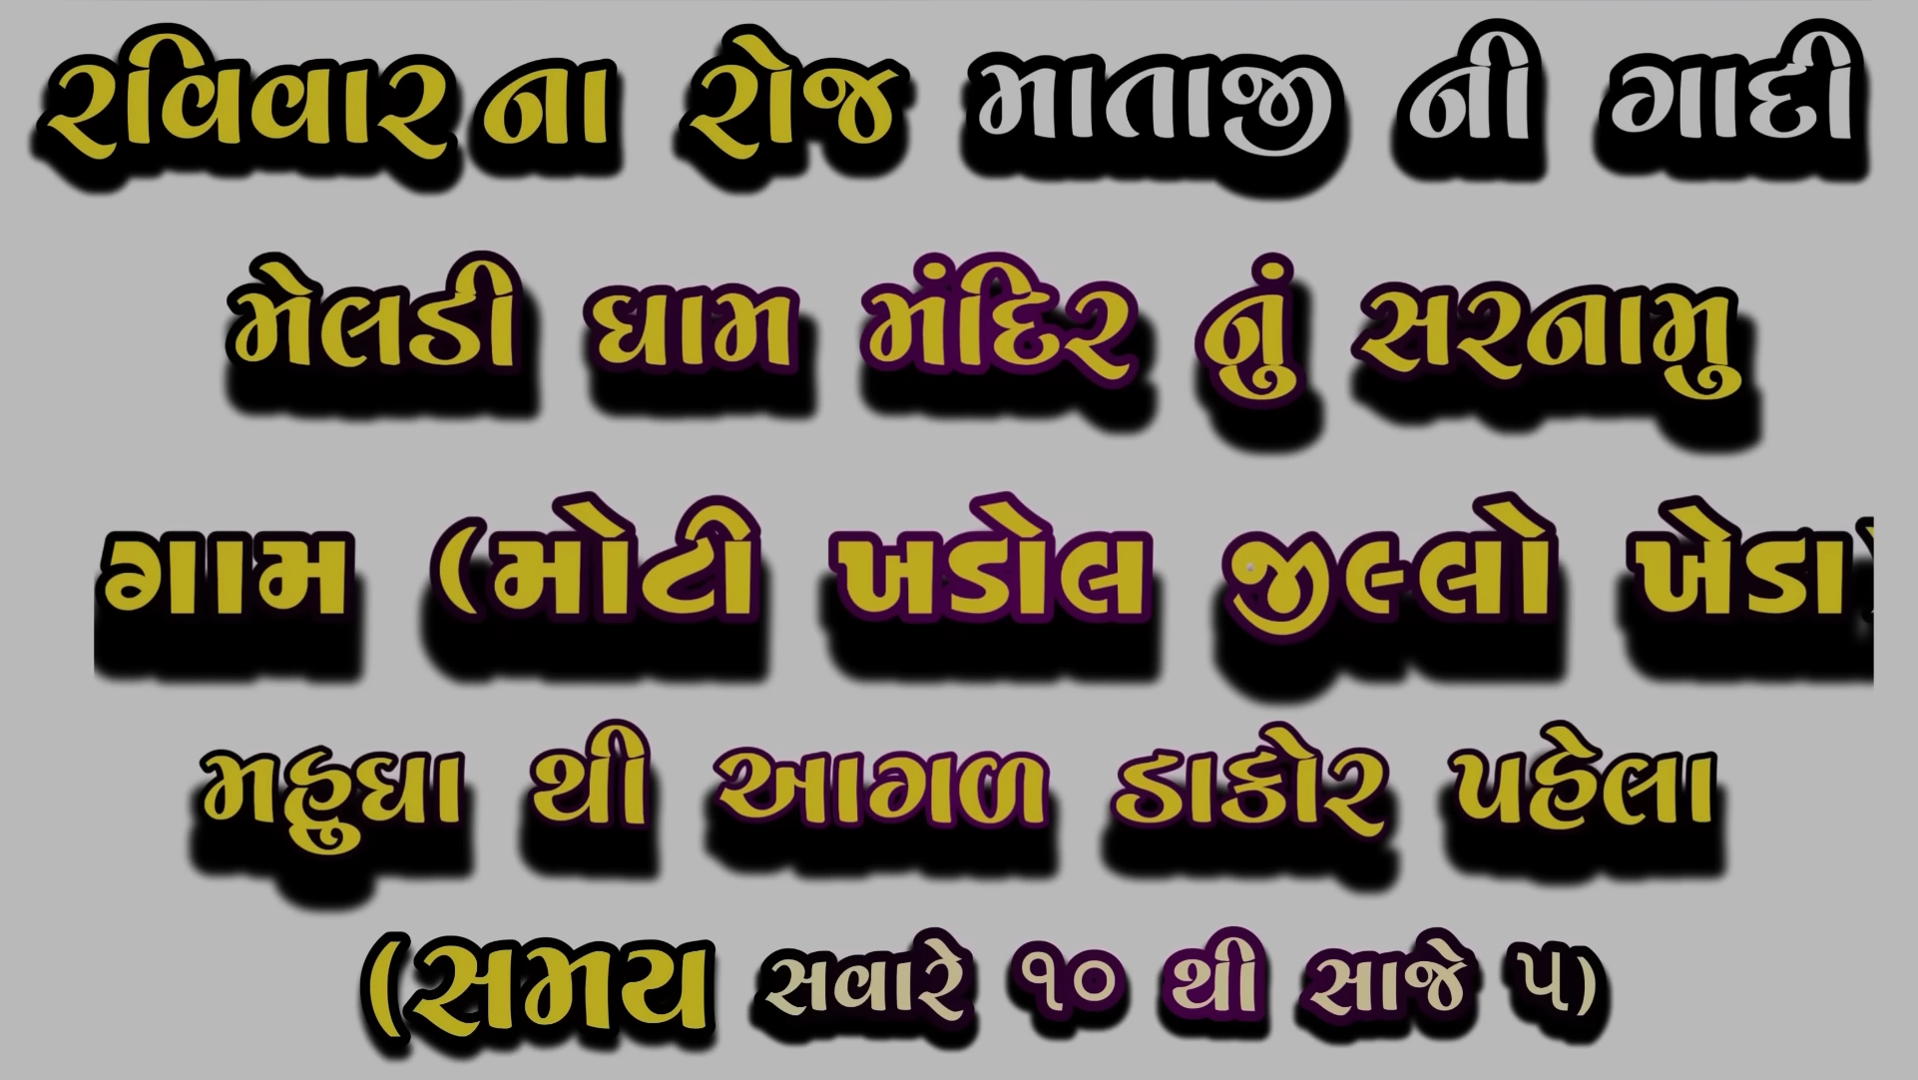 રવિવાર ના રોજ માતાજી ની ગાદી
મેલડી ધામ મંદિર નું સરનામુ
ગામ (મોટી ખડોલ જીલ્લો ખેડા)
મહુધા થી આગળ ડાકોર પહેલા
(સમય સવારે ૧૦ થી સાજે ૫)